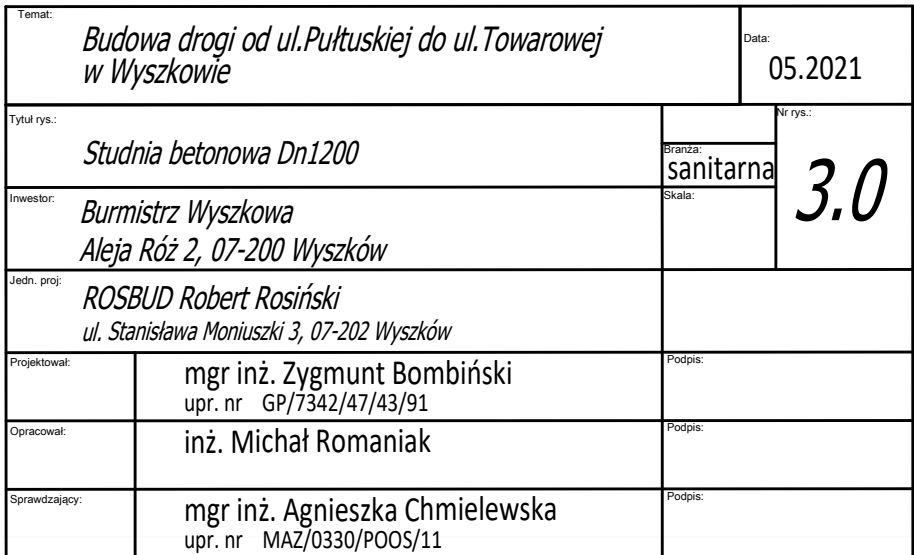 Temat:
Budowa drogi od ul.Pułtuskiej do ul.Towarowej
w Wyszkowie
Data:
05.2021
Tytuł rys.:
Studnia betonowa Dn1200
Branża:
sanitarna
Nr rys.:
3.0
Inwestor:
Burmistrz Wyszkowa
Aleja Róż 2, 07-200 Wyszków
Skala:
Jedn. proj:
ROSBUD Robert Rosiński
ul. Stanisława Moniuszki 3, 07-202 Wyszków
Projektował:
mgr inż. Zygmunt Bombiński
upr. nr GP/7342/47/43/91
Podpis:
Opracował:
inż. Michał Romaniak
Podpis:
Sprawdzający:
mgr inż. Agnieszka Chmielewska
upr. nr MAZ/0330/POOS/11
Podpis: